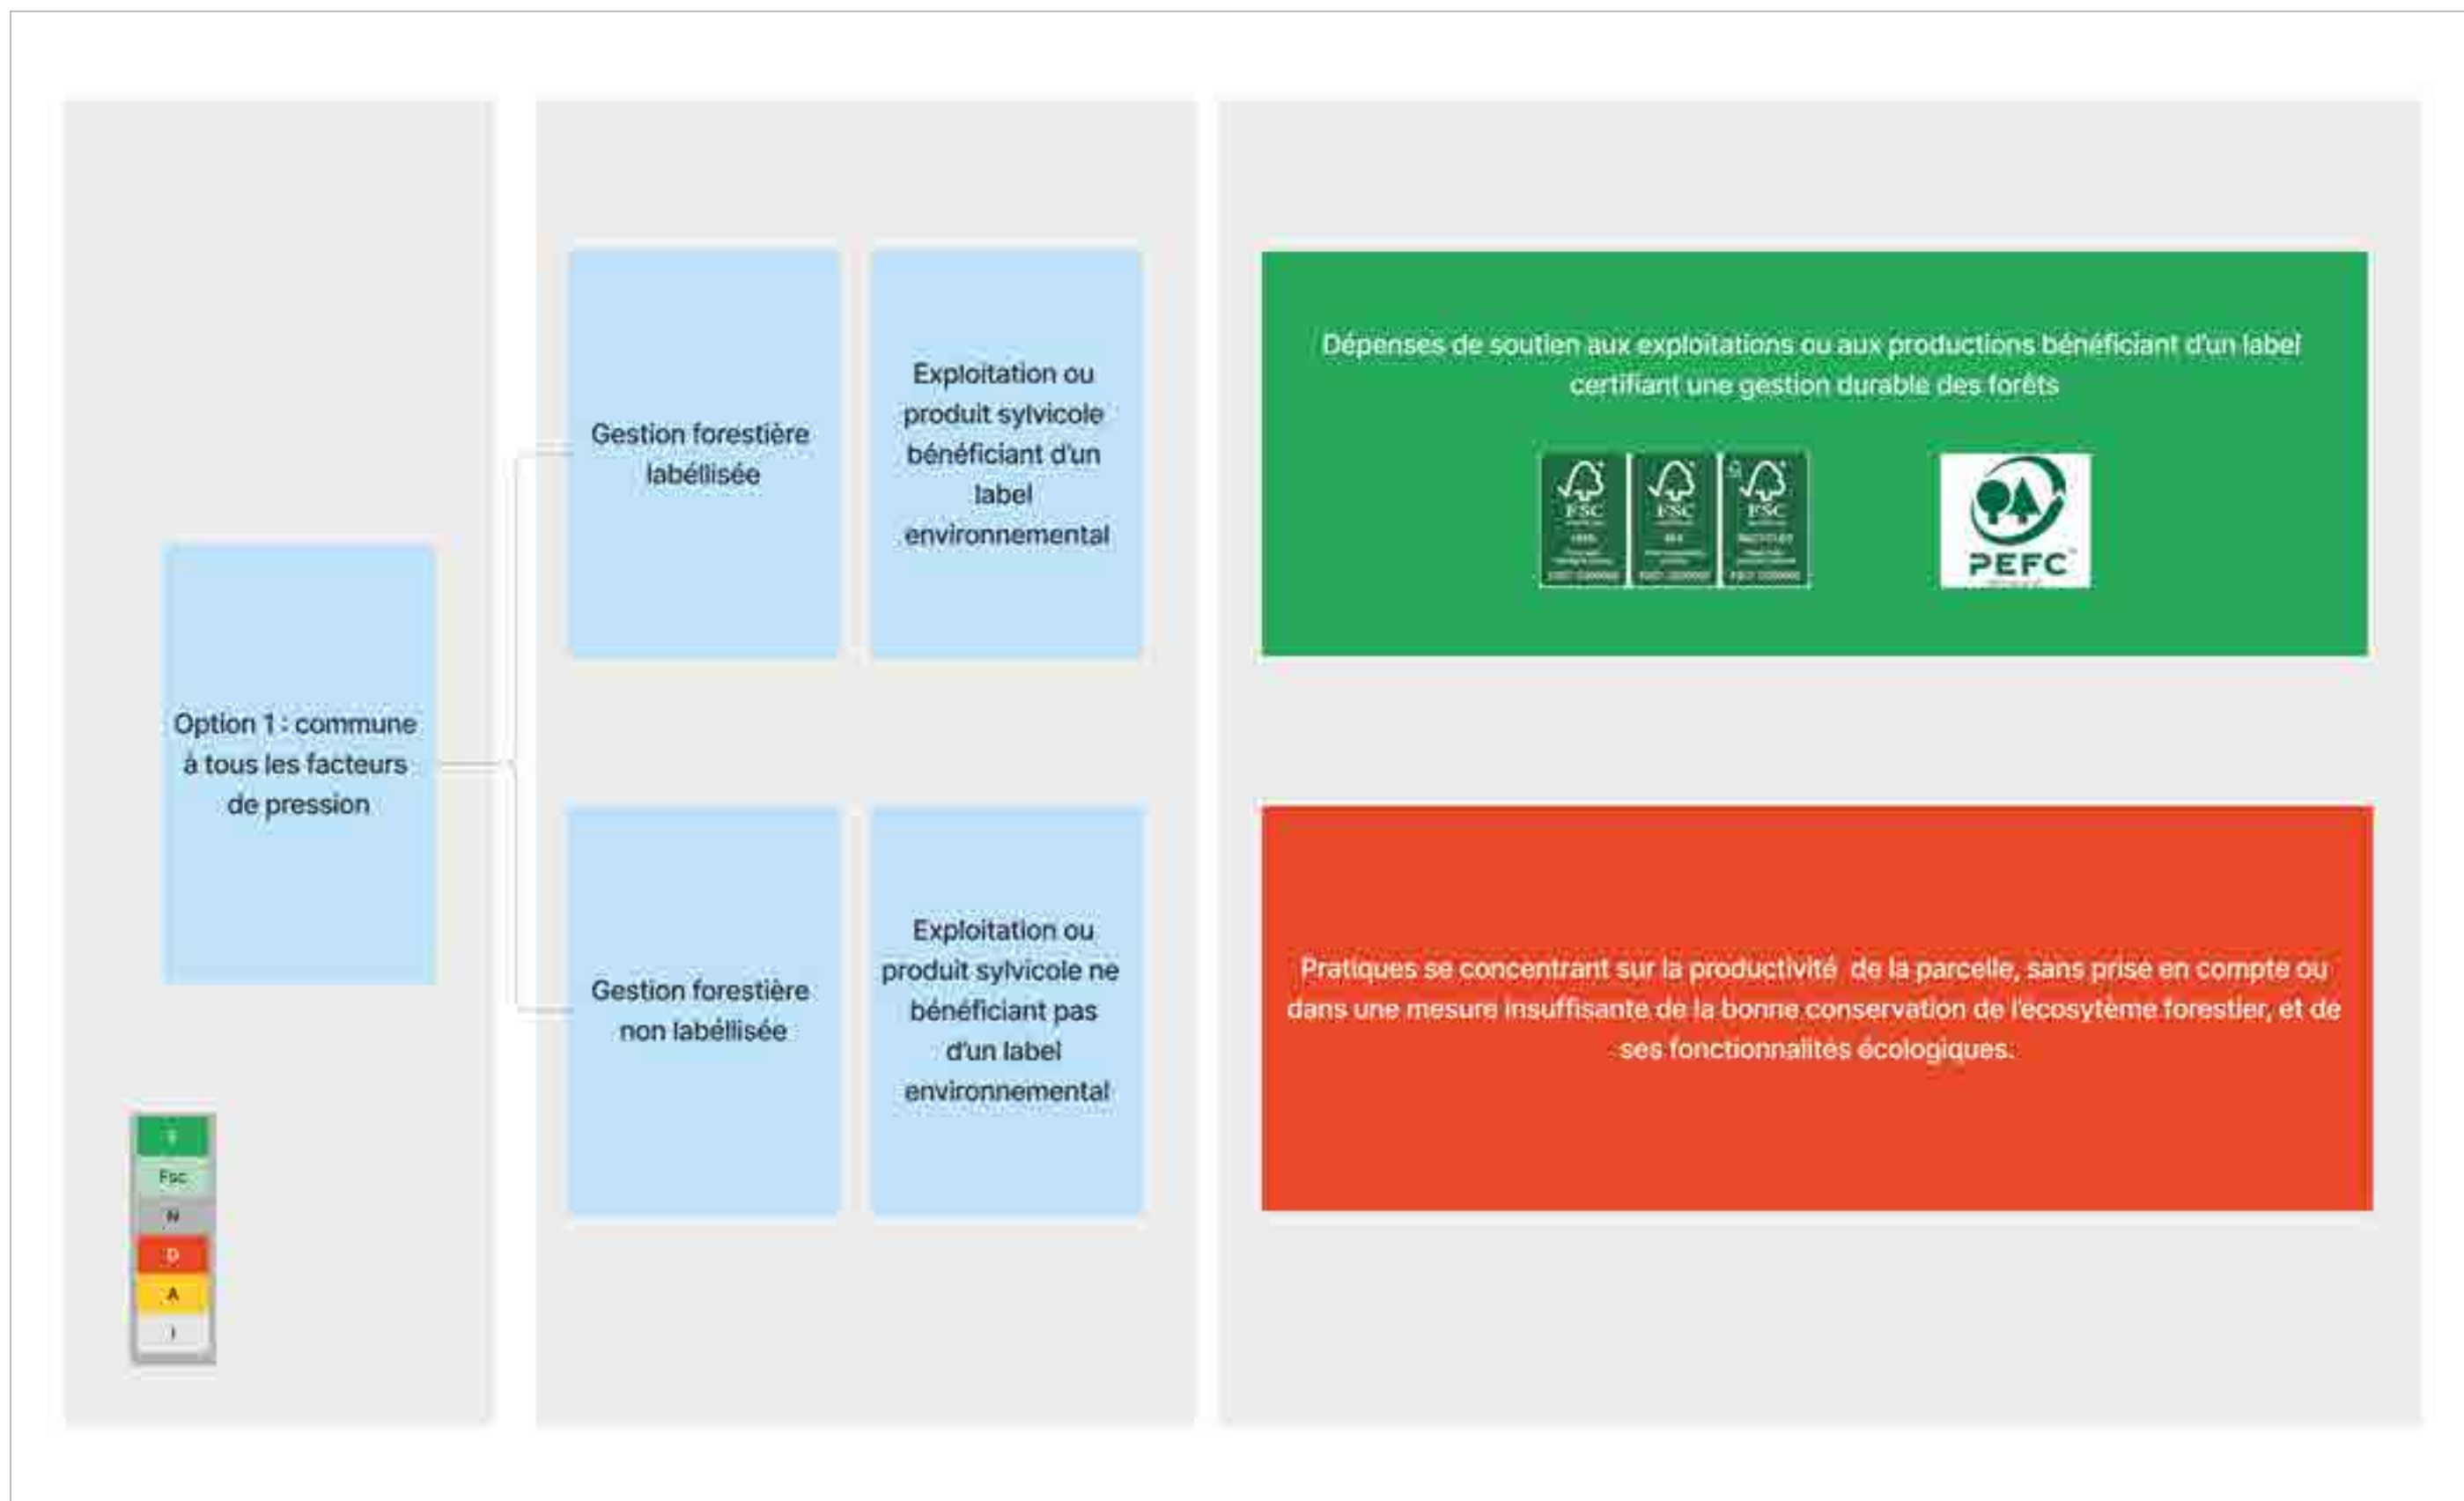 Option 1 : commune
à tous les facteurs
de pression
Gestion forestière
labéllisée
Exploitation ou
produit sylvicole
bénéficiant d'un
label
environnemental
Dépenses de soutien aux exploitations ou aux productions bénéficiant d'un label
certifiant une gestion durable des forêts
FSC
FSC
FSC
PEFC
Gestion forestière
non labéllisée
Exploitation ou
produit sylvicole ne
bénéficiant pas
d'un label
environnemental
Pratiques se concentrant sur la productivité de la parcelle, sans prise en compte ou
dans une mesure insuffisante de la bonne conservation de l'écosytème forestier, et de
ses fonctionnalités écologiques.
Fsc
N
D
A
I